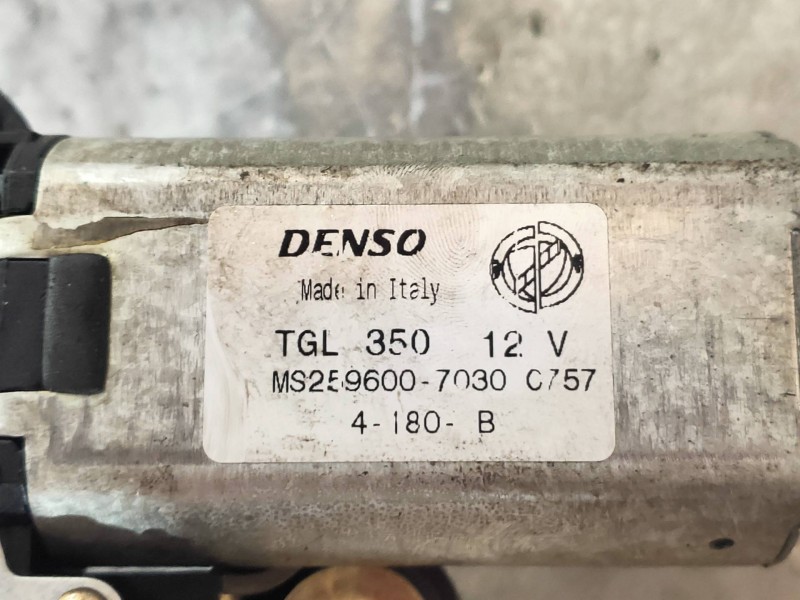 DENSO
Made in Italy
TGL 350 12 V
MS259600-7030 C757
4-180- B